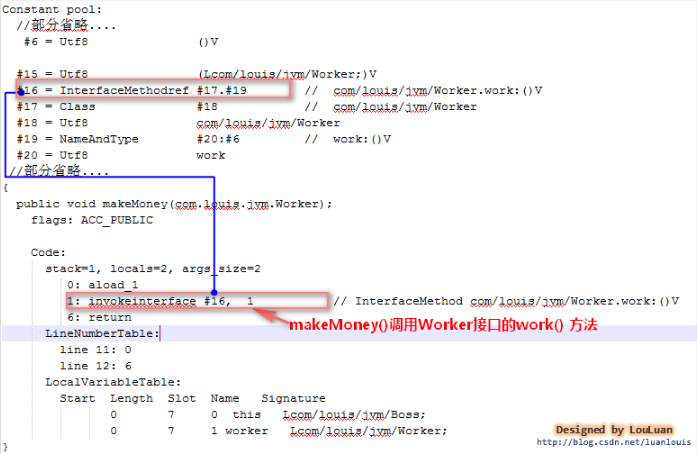 Constant pool:
//部分省略....
#6 = Utf8 ()V
#15 = Utf8 (Lcom/louis/jvm/Worker;)V
#16 = InterfaceMethodref #17.#19 // com/louis/jvm/Worker.work:()V
#17 = Class #18 // com/louis/jvm/Worker
#18 = Utf8 com/louis/jvm/Worker
#19 = NameAndType #20:#6 // work:()V
#20 = Utf8 work
//部分省略....
{
public void makeMoney(com.louis.jvm.Worker);
flags: ACC_PUBLIC
Code:
stack=1, locals=2, args_size=2
0: aload_1
1: invokeinterface #16, 1 // InterfaceMethod com/louis/jvm/Worker.work:()V
6: return
makeMoney()调用Worker接口的work() 方法
LineNumberTable:
line 11: 0
line 12: 6
LocalVariableTable:
Start Length Slot Name Signature
0 7 0 this Lcom/louis/jvm/Boss;
0 7 1 worker Lcom/louis/jvm/Worker;
}
Designed by LouLuan
http://blog.csdn.net/luanlouis